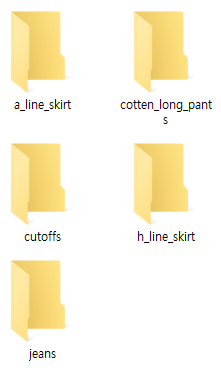 a_line_skirt
cotten_long_pant
s
cutoffs
h_line_skirt
jeans